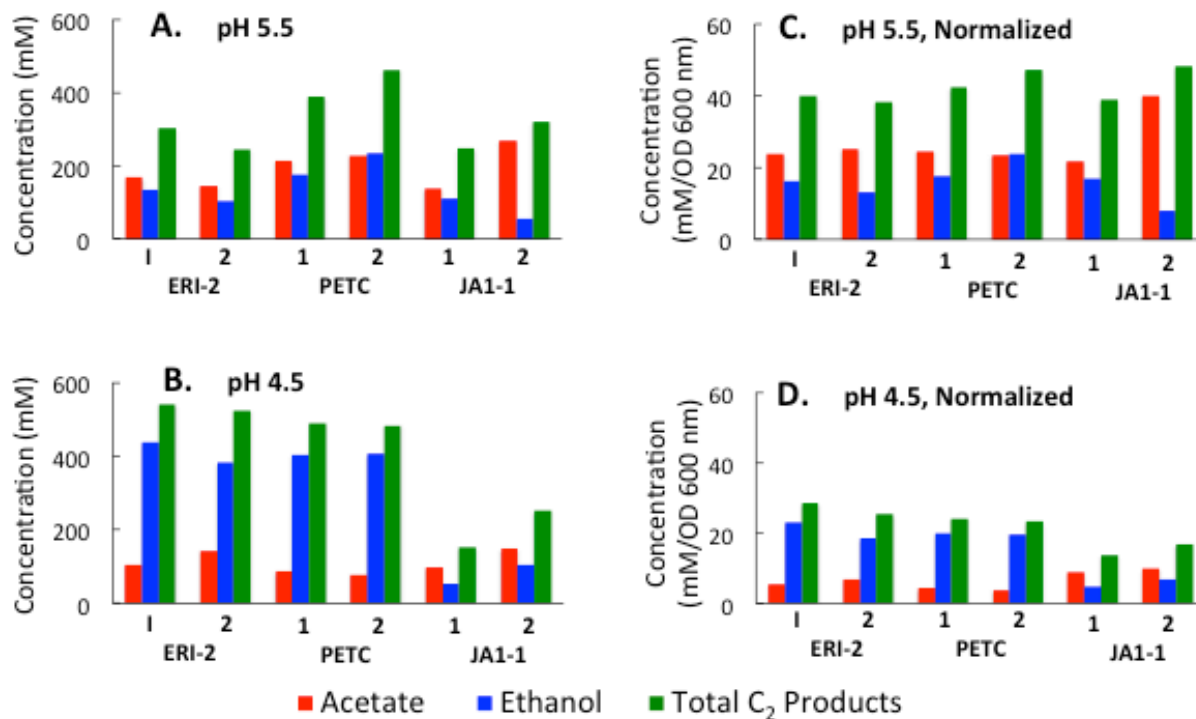 A. pH 5.5
Concentration (mM)
600
400
200
0
I 2 1 2 1 2
ERI-2 PETC JA1-1
C. pH 5.5, Normalized
Concentration
(mM/OD 600 nm)
60
40
20
0
I 2 1 2 1 2
ERI-2 PETC JA1-1
B. pH 4.5
Concentration (mM)
600
400
200
0
I 2 1 2 1 2
ERI-2 PETC JA1-1
D. pH 4.5, Normalized
Concentration
(mM/OD 600 nm)
60
40
20
0
I 2 1 2 1 2
ERI-2 PETC JA1-1
Acetate Ethanol Total C₂ Products